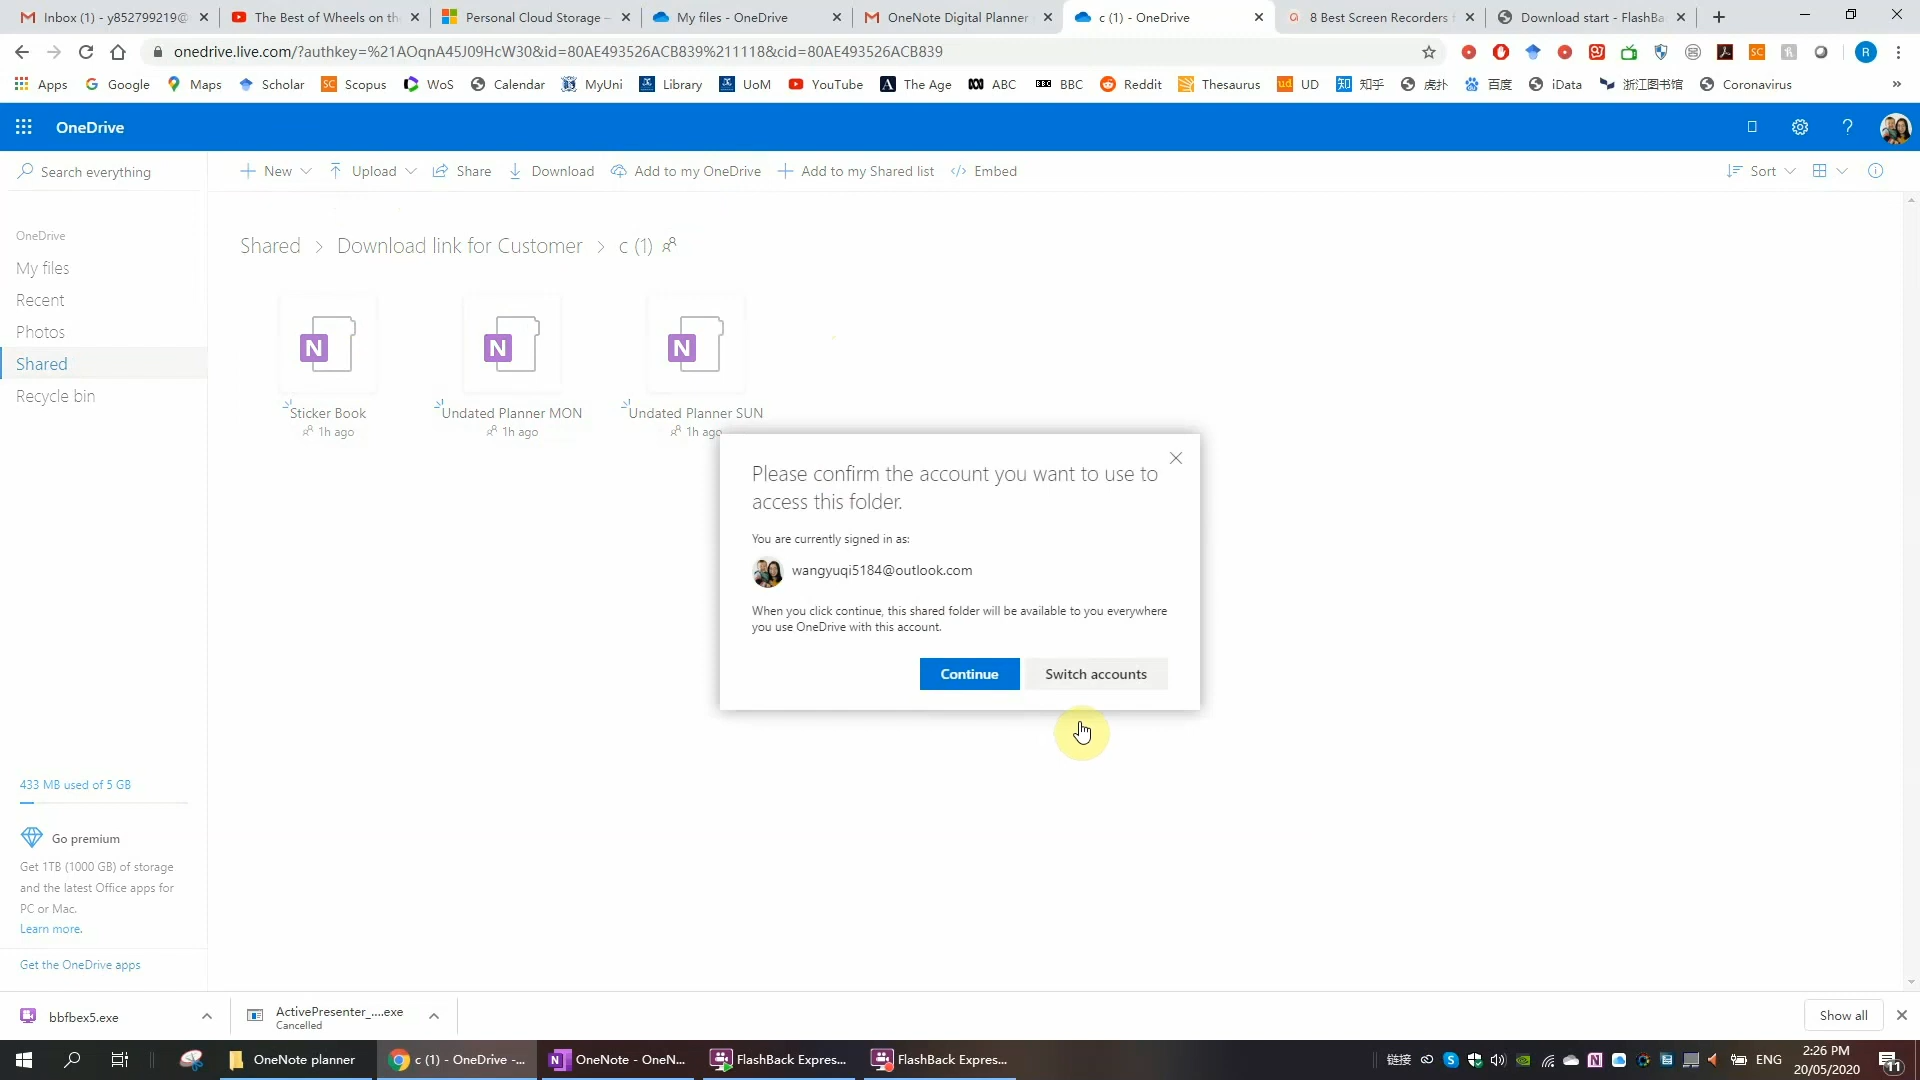 Inbox (1) - y852799219@
The Best of Wheels on the
Personal Cloud Storage –
My files - OneDrive
OneNote Digital Planner
c (1) - OneDrive
8 Best Screen Recorders f
Download start - FlashBa
onedrive.live.com/?authkey=%21AOqnA45J09HcW30&id=80AE493526ACB839%211118&cid=80AE493526ACB839
Apps
Google
Maps
Scholar
Scopus
WoS
Calendar
MyUni
Library
UoM
YouTube
The Age
ABC
BBC
Reddit
Thesaurus
UD
知乎
虎扑
百度
iData
浙江图书馆
Coronavirus
OneDrive
Search everything
New
Upload
Share
Download
Add to my OneDrive
Add to my Shared list
Embed
Sort
OneDrive
My files
Recent
Photos
Shared
Recycle bin
Shared > Download link for Customer > c (1)
Sticker Book
1h ago
Undated Planner MON
1h ago
Undated Planner SUN
1h ago
Please confirm the account you want to use to
access this folder.
You are currently signed in as:
wangyuqi5184@outlook.com
When you click continue, this shared folder will be available to you everywhere
you use OneDrive with this account.
Continue
Switch accounts
433 MB used of 5 GB
Go premium
Get 1TB (1000 GB) of storage
and the latest Office apps for
PC or Mac.
Learn more.
Get the OneDrive apps
bbfbex5.exe
ActivePresenter_....exe
Cancelled
Show all
OneNote planner
c (1) - OneDrive -...
OneNote - OneN...
FlashBack Expres...
FlashBack Expres...
链接
ENG
2:26 PM
20/05/2020
11